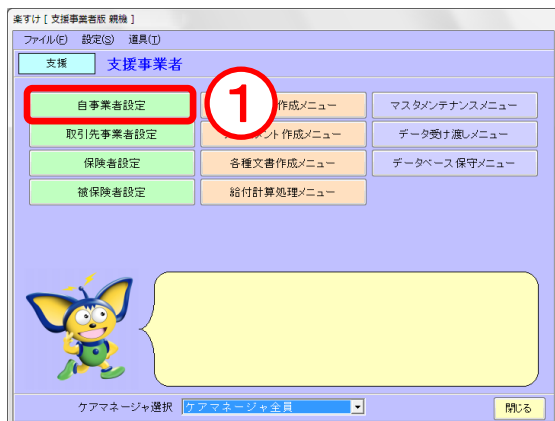 楽すけ [ 支援事業者版 親機 ]
ファイル(F) 設定(S) 道具(T)
支援 支援事業者
自事業者設定 作成メニュー マスタメンテナンスメニュー
取引先事業者設定 ント作成メニュー データ受け渡しメニュー
保険者設定 各種文書作成メニュー データベース保守メニュー
被保険者設定 給付計算処理メニュー
1
ケアマネージャ選択 ケアマネージャ全員 閉じる